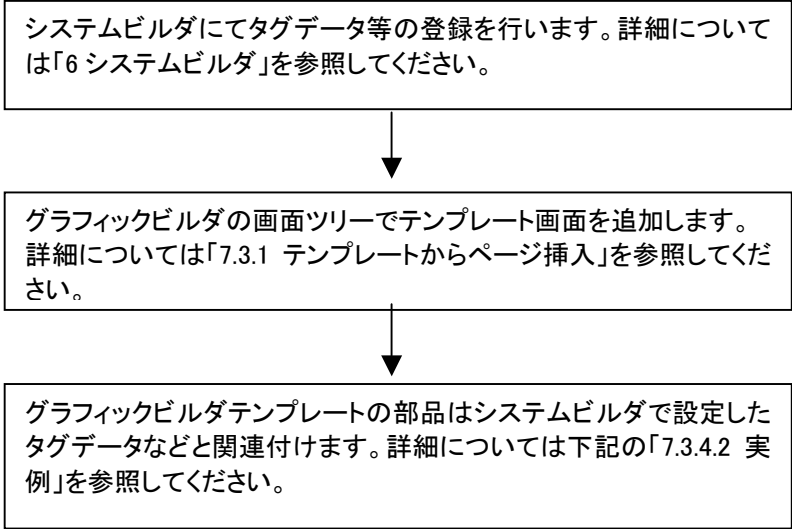 システムビルダにてタグデータ等の登録を行います。詳細について
は「6 システムビルダ」を参照してください。
グラフィックビルダの画面ツリーでテンプレート画面を追加します。
詳細については「7.3.1 テンプレートからページ挿入」を参照してくだ
さい。
グラフィックビルダテンプレートの部品はシステムビルダで設定した
タグデータなどと関連付けます。詳細については下記の「7.3.4.2 実
例」を参照してください。